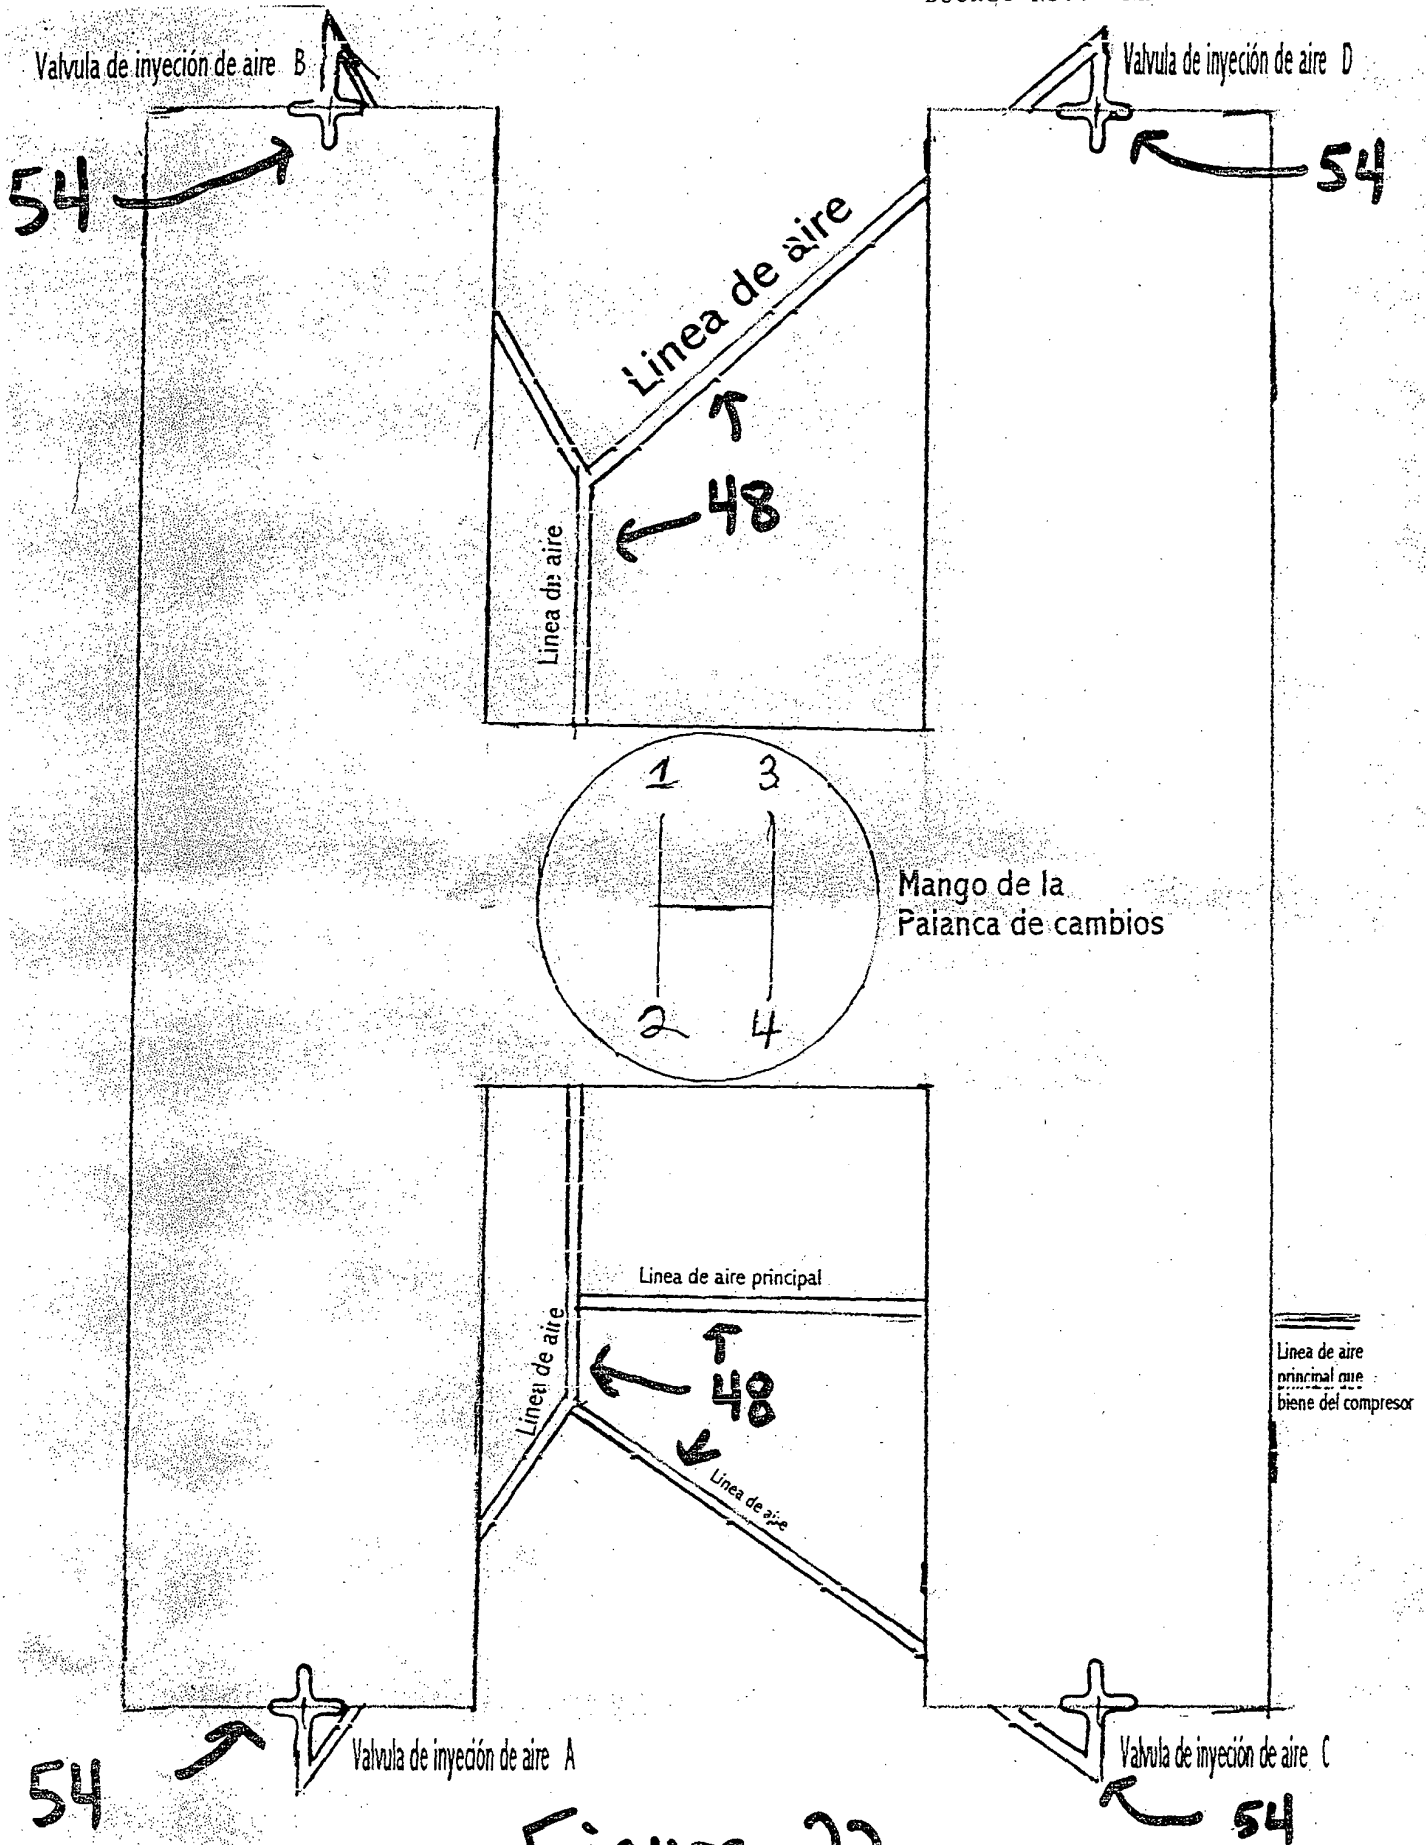 Valvula de inyeción de aire B
Valvula de inyeción de aire D
54
54
Linea de aire
48
Linea de aire
1 3
2 4
Mango de la
Paianca de cambios
Linea de aire principal
Linea de aire
48
Linea de aire
Linea de aire
principal que
biene del compresor
Valvula de inyeción de aire A
Valvula de inyeción de aire C
54
54